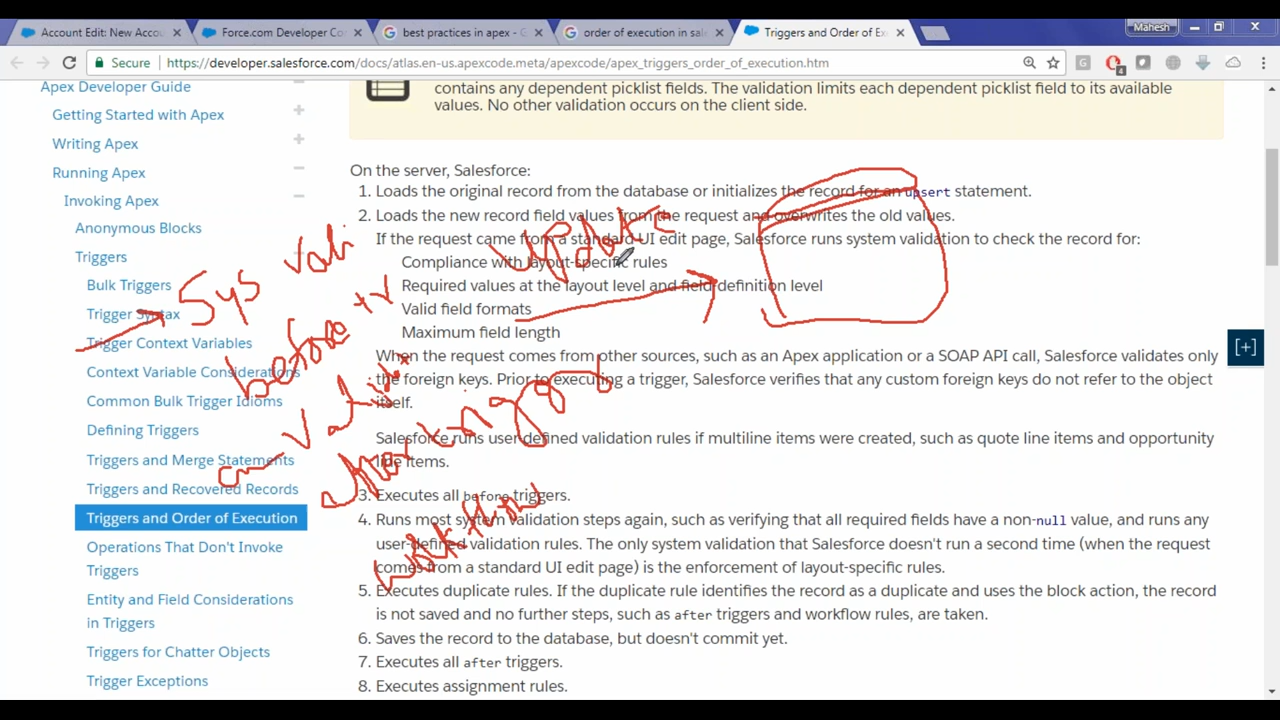 Account Edit: New Accou
Force.com Developer Co
best practices in apex - G
order of execution in sal
Triggers and Order of Ex
Mahesh
Secure
https://developer.salesforce.com/docs/atlas.en-us.apexcode.meta/apexcode/apex_triggers_order_of_execution.htm
4
Apex Developer Guide
Getting Started with Apex
Writing Apex
Running Apex
Invoking Apex
Anonymous Blocks
Triggers
Bulk Triggers
Trigger Syntax
Trigger Context Variables
Context Variable Considerations
Common Bulk Trigger Idioms
Defining Triggers
Triggers and Merge Statements
Triggers and Recovered Records
Triggers and Order of Execution
Operations That Don't Invoke
Triggers
Entity and Field Considerations
in Triggers
Triggers for Chatter Objects
Trigger Exceptions
contains any dependent picklist fields. The validation limits each dependent picklist field to its available
values. No other validation occurs on the client side.
On the server, Salesforce:
1. Loads the original record from the database or initializes the record for an upsert statement.
2. Loads the new record field values from the request and overwrites the old values.
If the request came from a standard UI edit page, Salesforce runs system validation to check the record for:
Compliance with layout-specific rules
Required values at the layout level and field-definition level
Valid field formats
Maximum field length
When the request comes from other sources, such as an Apex application or a SOAP API call, Salesforce validates only
the foreign keys. Prior to executing a trigger, Salesforce verifies that any custom foreign keys do not refer to the object
itself.
Salesforce runs user-defined validation rules if multiline items were created, such as quote line items and opportunity
line items.
3. Executes all before triggers.
4. Runs most system validation steps again, such as verifying that all required fields have a non-null value, and runs any
user-defined validation rules. The only system validation that Salesforce doesn't run a second time (when the request
comes from a standard UI edit page) is the enforcement of layout-specific rules.
5. Executes duplicate rules. If the duplicate rule identifies the record as a duplicate and uses the block action, the record
is not saved and no further steps, such as after triggers and workflow rules, are taken.
6. Saves the record to the database, but doesn't commit yet.
7. Executes all after triggers.
8. Executes assignment rules.
[+]
Update
Sys vali
before tr
workflow